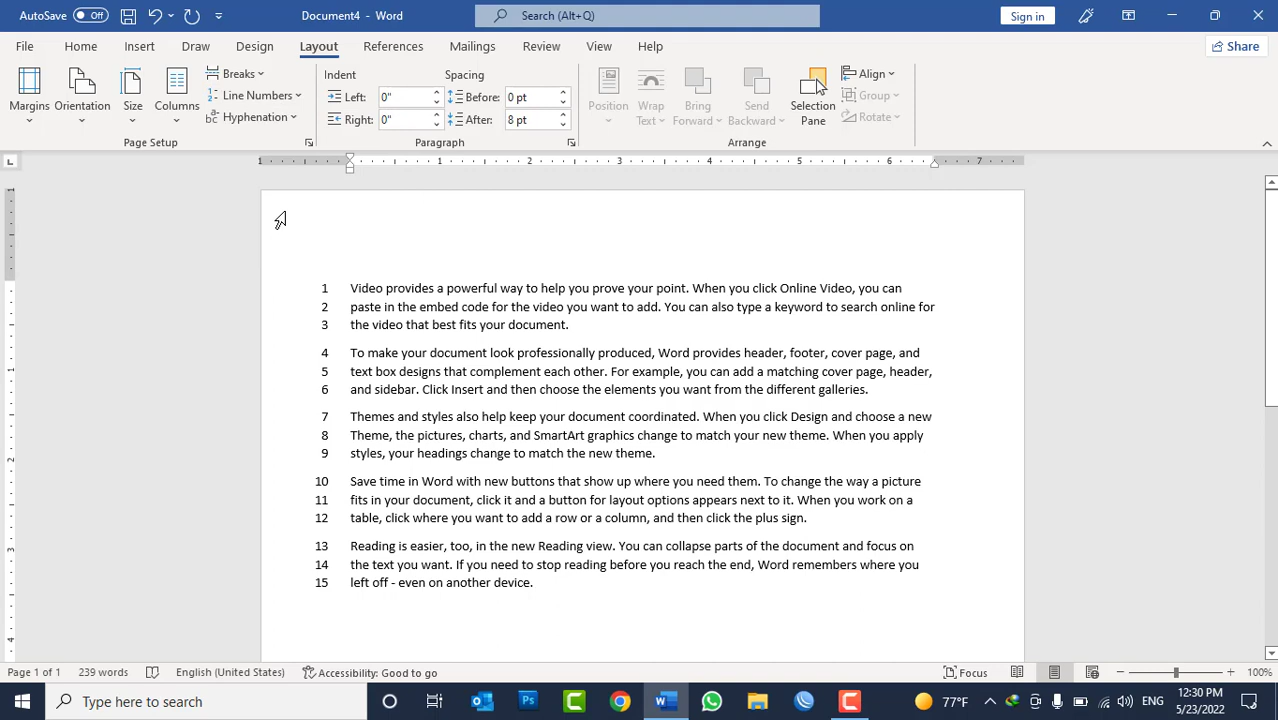 AutoSave Off Document4 - Word Search (Alt+Q) Sign in
File Home Insert Draw Design Layout References Mailings Review View Help Share
Margins Orientation Size Columns
Breaks
Line Numbers
Hyphenation
Page Setup
Indent Spacing
Left: 0" Before: 0 pt
Right: 0" After: 8 pt
Paragraph
Position Wrap Text Bring Forward Send Backward Selection Pane
Align
Group
Rotate
Arrange
1 1 2 3 4 5 6 7
1 Video provides a powerful way to help you prove your point. When you click Online Video, you can
2 paste in the embed code for the video you want to add. You can also type a keyword to search online for
3 the video that best fits your document.
4 To make your document look professionally produced, Word provides header, footer, cover page, and
5 text box designs that complement each other. For example, you can add a matching cover page, header,
6 and sidebar. Click Insert and then choose the elements you want from the different galleries.
7 Themes and styles also help keep your document coordinated. When you click Design and choose a new
8 Theme, the pictures, charts, and SmartArt graphics change to match your new theme. When you apply
9 styles, your headings change to match the new theme.
10 Save time in Word with new buttons that show up where you need them. To change the way a picture
11 fits in your document, click it and a button for layout options appears next to it. When you work on a
12 table, click where you want to add a row or a column, and then click the plus sign.
13 Reading is easier, too, in the new Reading view. You can collapse parts of the document and focus on
14 the text you want. If you need to stop reading before you reach the end, Word remembers where you
15 left off - even on another device.
1
1
2
3
4
Page 1 of 1 239 words English (United States) Accessibility: Good to go Focus 100%
Type here to search 77°F ENG 12:30 PM
5/23/2022